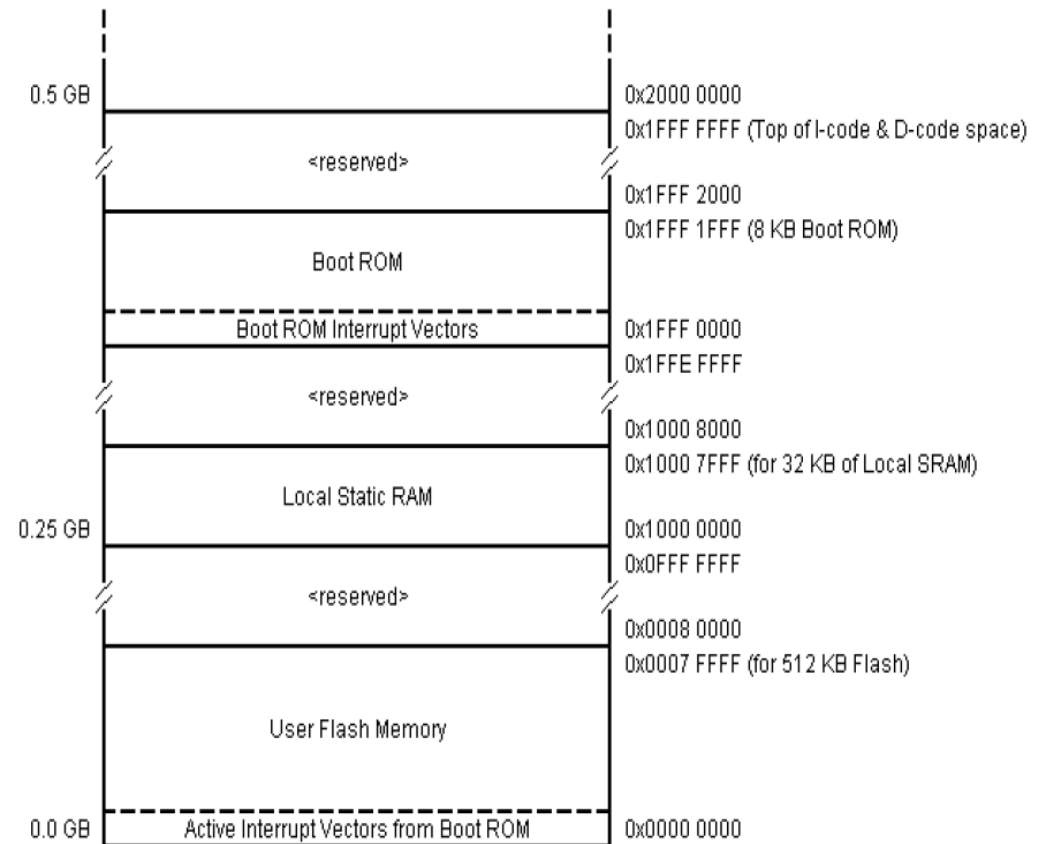 0.5 GB
0x2000 0000
0x1FFF FFFF (Top of I-code & D-code space)
<reserved>
0x1FFF 2000
0x1FFF 1FFF (8 KB Boot ROM)
Boot ROM
Boot ROM Interrupt Vectors
0x1FFF 0000
0x1FFE FFFF
<reserved>
0x1000 8000
0x1000 7FFF (for 32 KB of Local SRAM)
Local Static RAM
0.25 GB
0x1000 0000
0x0FFF FFFF
<reserved>
0x0008 0000
0x0007 FFFF (for 512 KB Flash)
User Flash Memory
0.0 GB
Active Interrupt Vectors from Boot ROM
0x0000 0000